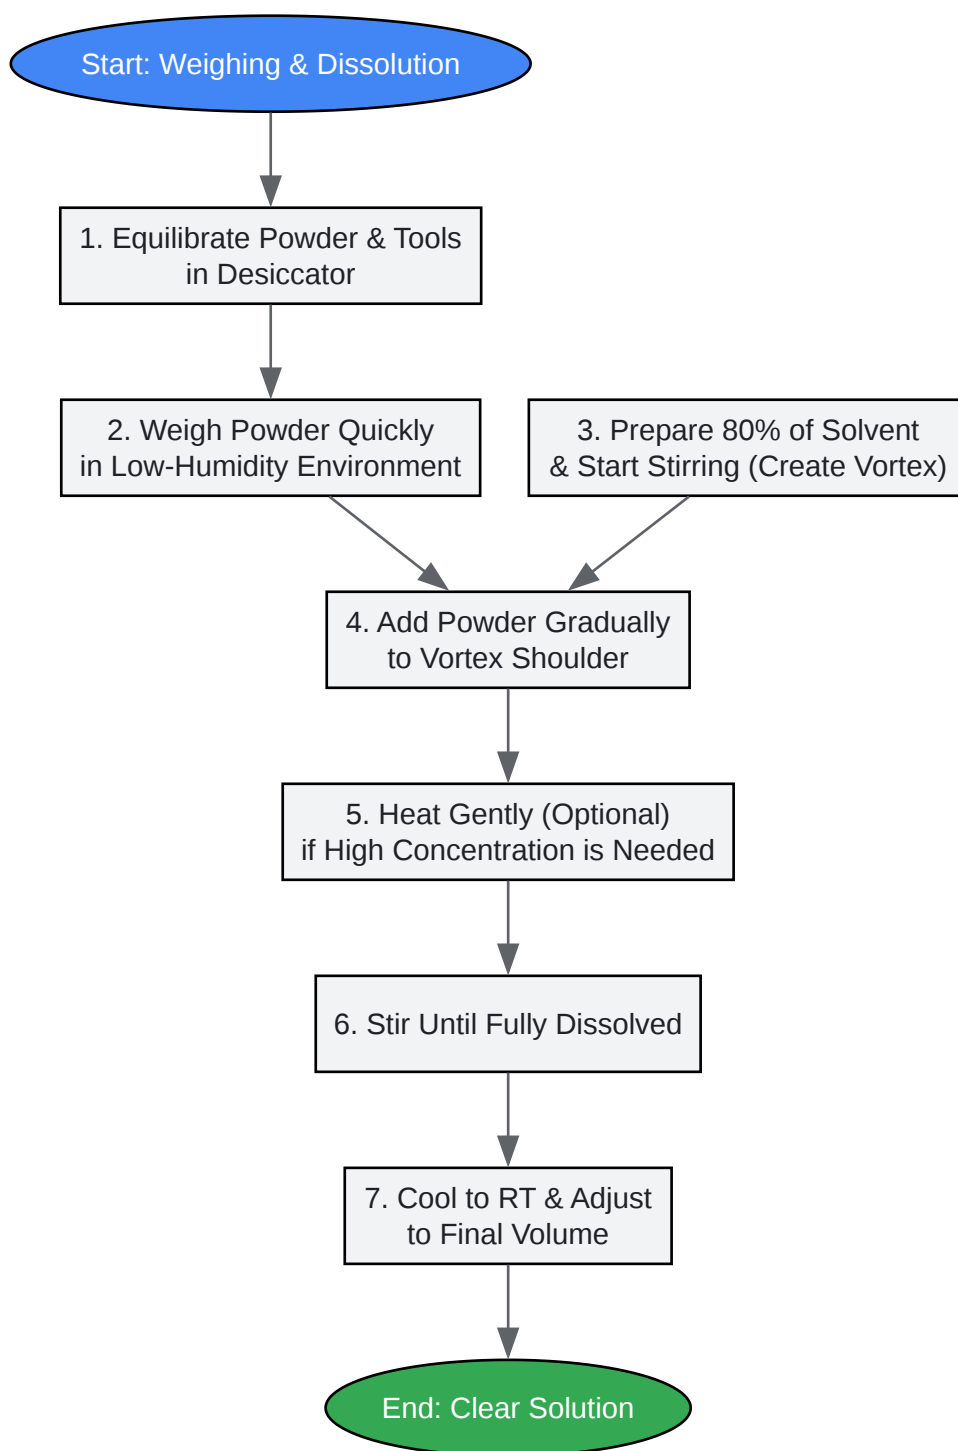 Start: Weighing & Dissolution
1. Equilibrate Powder & Tools
in Desiccator
2. Weigh Powder Quickly
in Low-Humidity Environment
3. Prepare 80% of Solvent
& Start Stirring (Create Vortex)
4. Add Powder Gradually
to Vortex Shoulder
5. Heat Gently (Optional)
if High Concentration is Needed
6. Stir Until Fully Dissolved
7. Cool to RT & Adjust
to Final Volume
End: Clear Solution